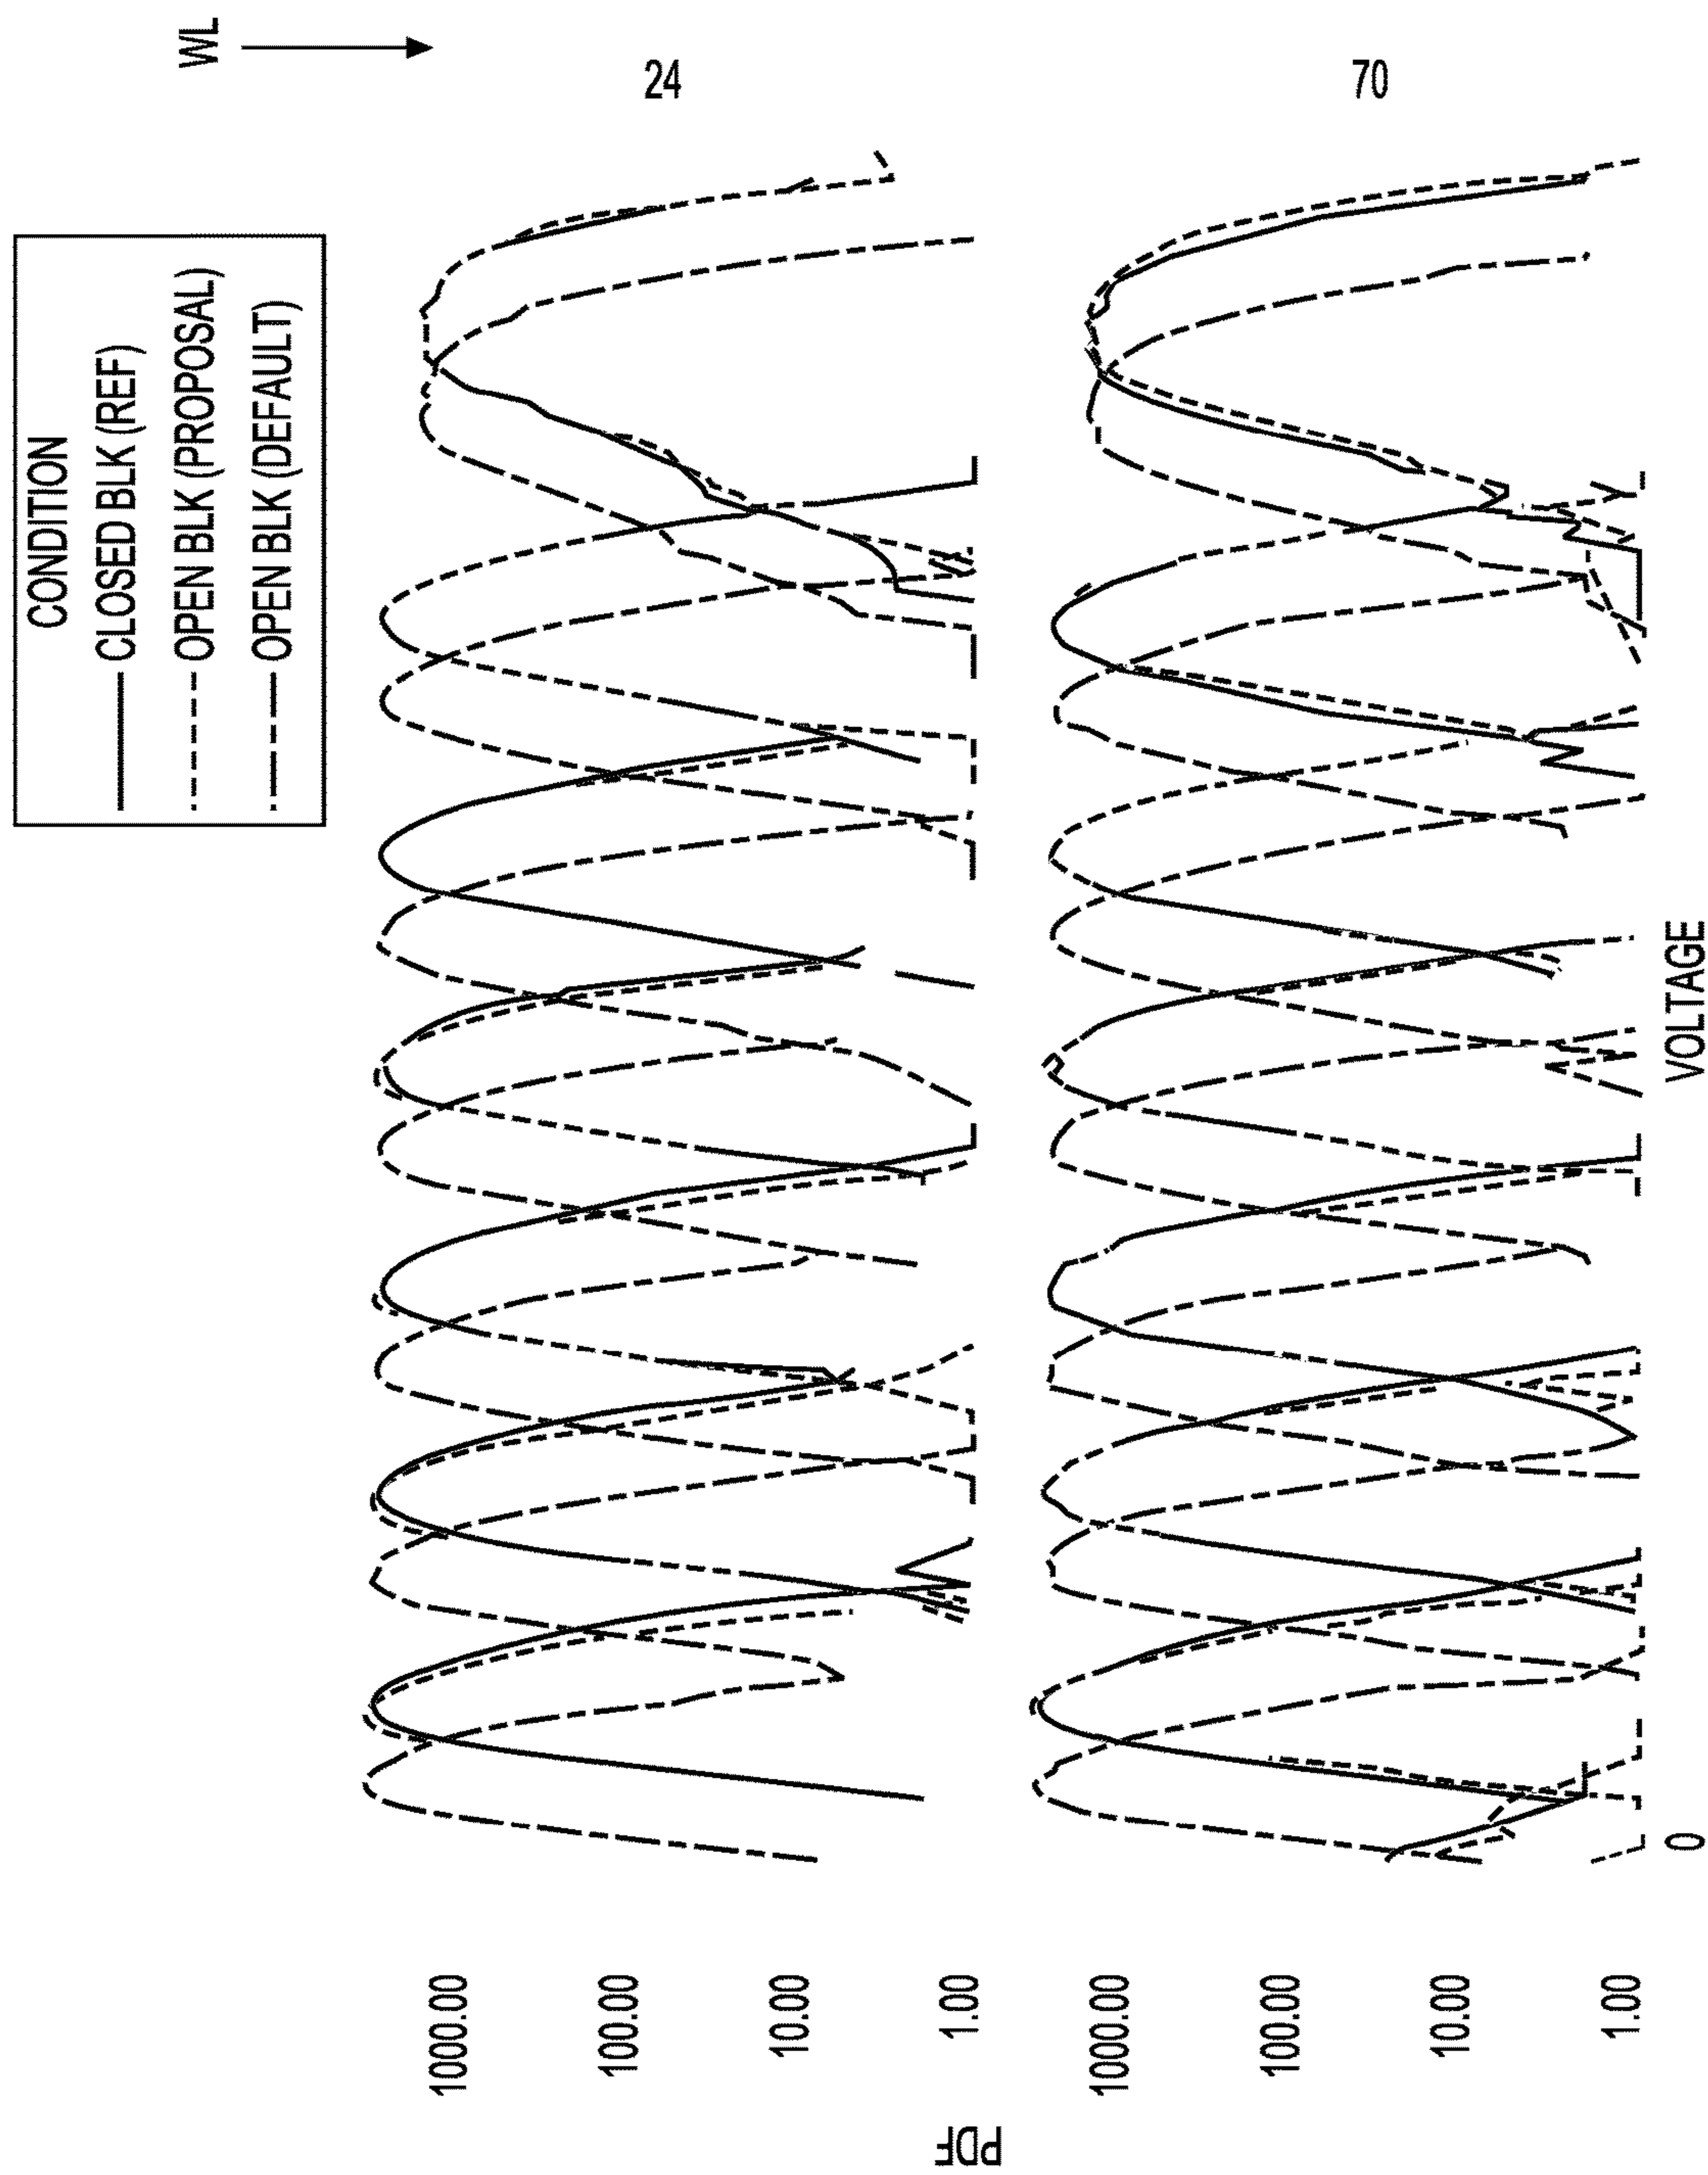 CONDITION
CLOSED BLK (REF)
OPEN BLK (PROPOSAL)
OPEN BLK (DEFAULT)
WL
24
70
PDF
1000.00
100.00
10.00
1.00
1000.00
100.00
10.00
1.00
0
VOLTAGE